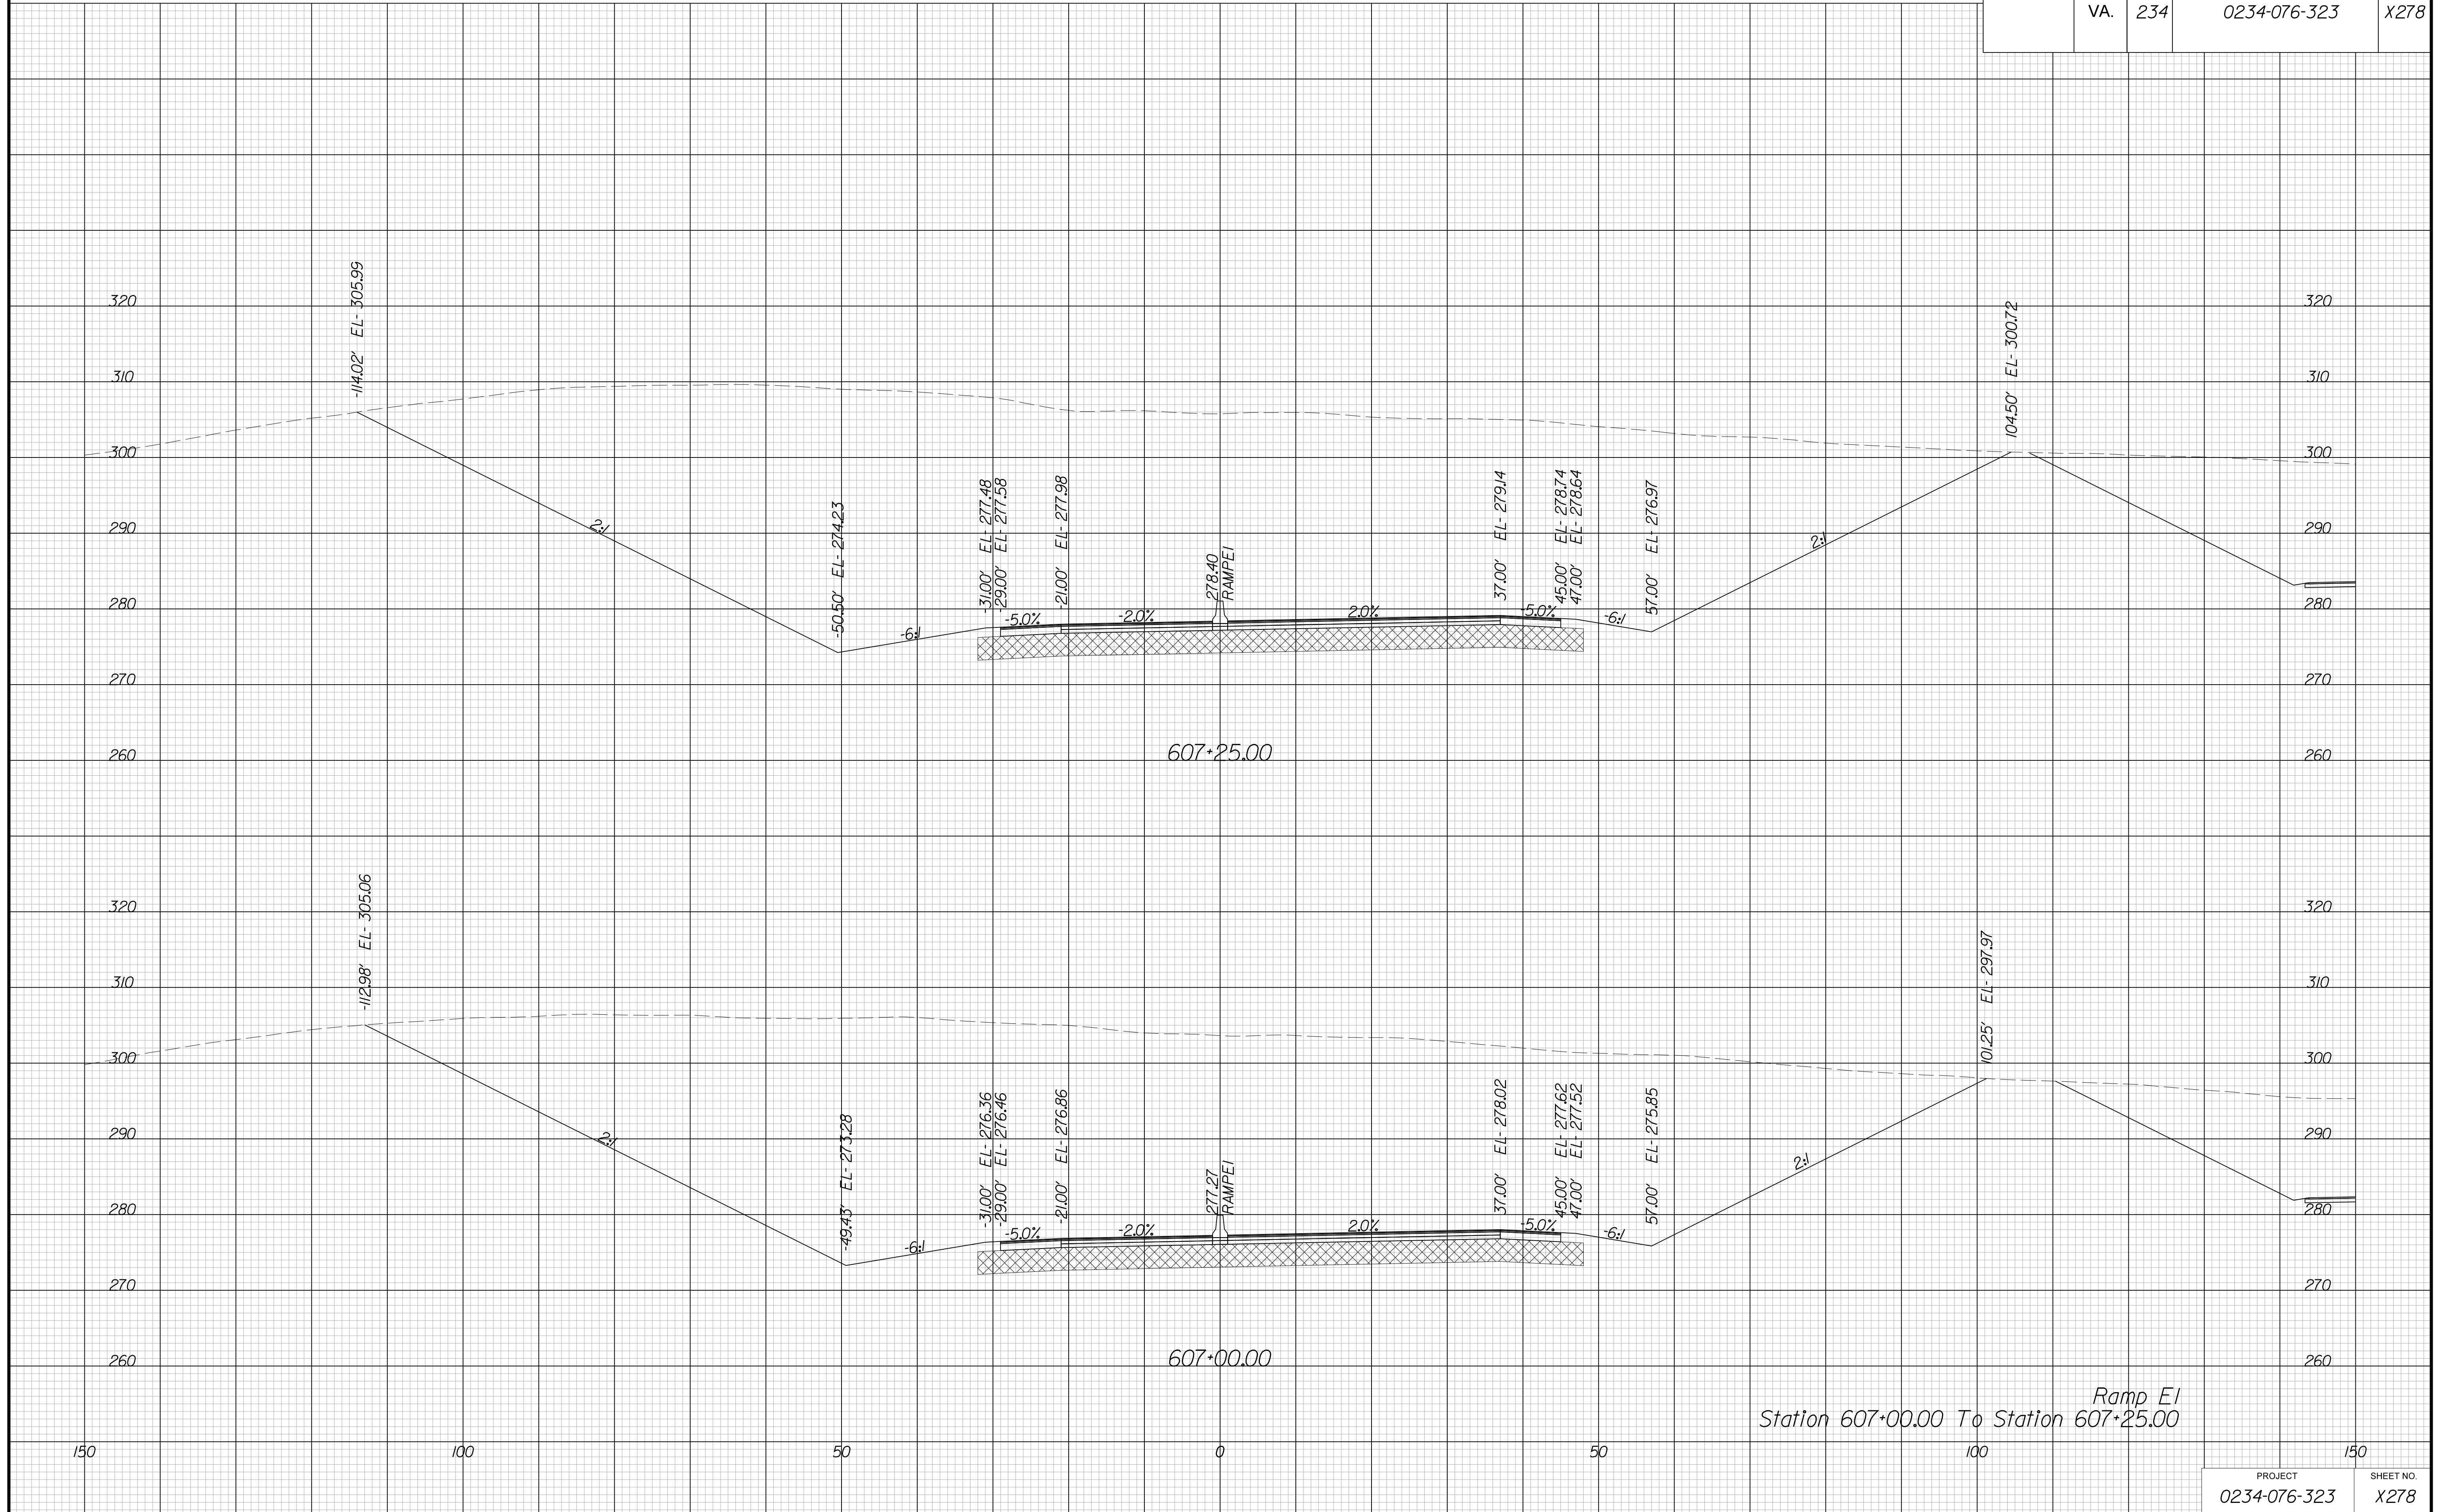 VA. 234 0234-076-323 X278
-114.02' EL- 305.99
104.50' EL- 300.72
320 320
310 310
300 300
290 290
280 280
270 270
260 260
2:1
-50.50' EL- 274.23
-6:1
-31.00' EL- 277.48
-29.00' EL- 277.58
-5.0%
-21.00' EL- 277.98
-2.0%
278.40
RAMPE1
2.0%
37.00' EL- 279.14
-5.0%
45.00' EL- 278.74
47.00' EL- 278.64
-6:1
57.00' EL- 276.97
2:1
607+25.00
-112.98' EL- 305.06
101.25' EL- 297.97
320 320
310 310
300 300
290 290
280 280
270 270
260 260
2:1
-49.43' EL- 273.28
-6:1
-31.00' EL- 276.36
-29.00' EL- 276.46
-5.0%
-21.00' EL- 276.86
-2.0%
277.27
RAMPE1
2.0%
37.00' EL- 278.02
-5.0%
45.00' EL- 277.62
47.00' EL- 277.52
-6:1
57.00' EL- 275.85
2:1
607+00.00
Ramp E1
Station 607+00.00 To Station 607+25.00
150 100 50 0 50 100 150
PROJECT SHEET NO.
0234-076-323 X278